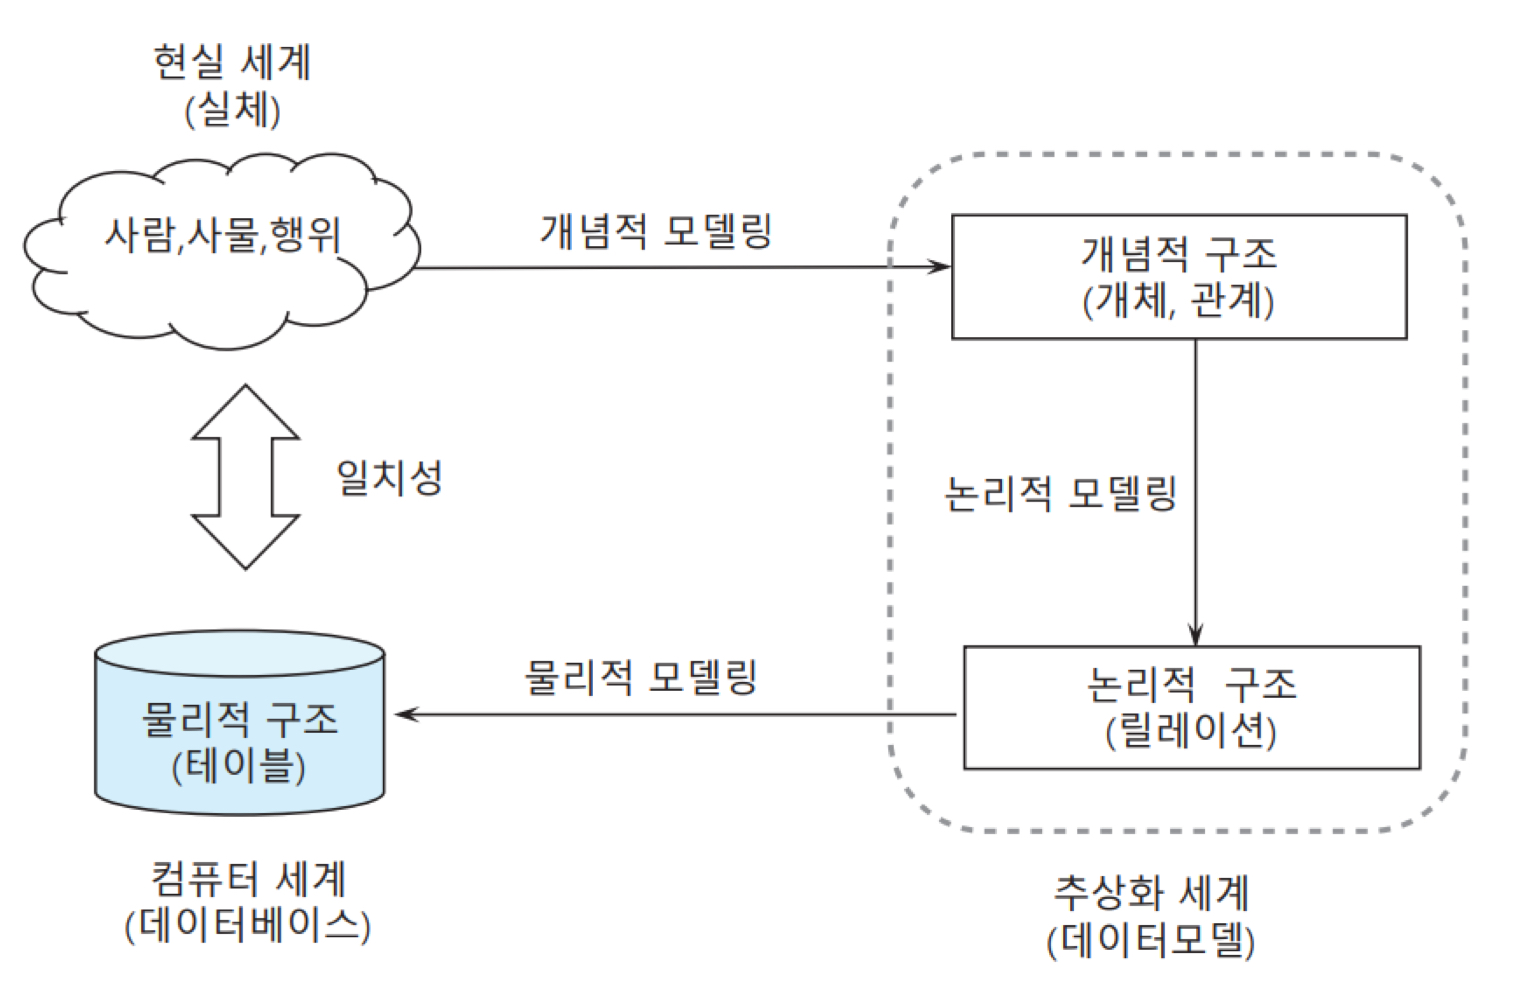 현실 세계
(실체)
사람,사물,행위
개념적 모델링
개념적 구조
(개체, 관계)
일치성
논리적 모델링
물리적 모델링
논리적 구조
(릴레이션)
물리적 구조
(테이블)
컴퓨터 세계
(데이터베이스)
추상화 세계
(데이터모델)